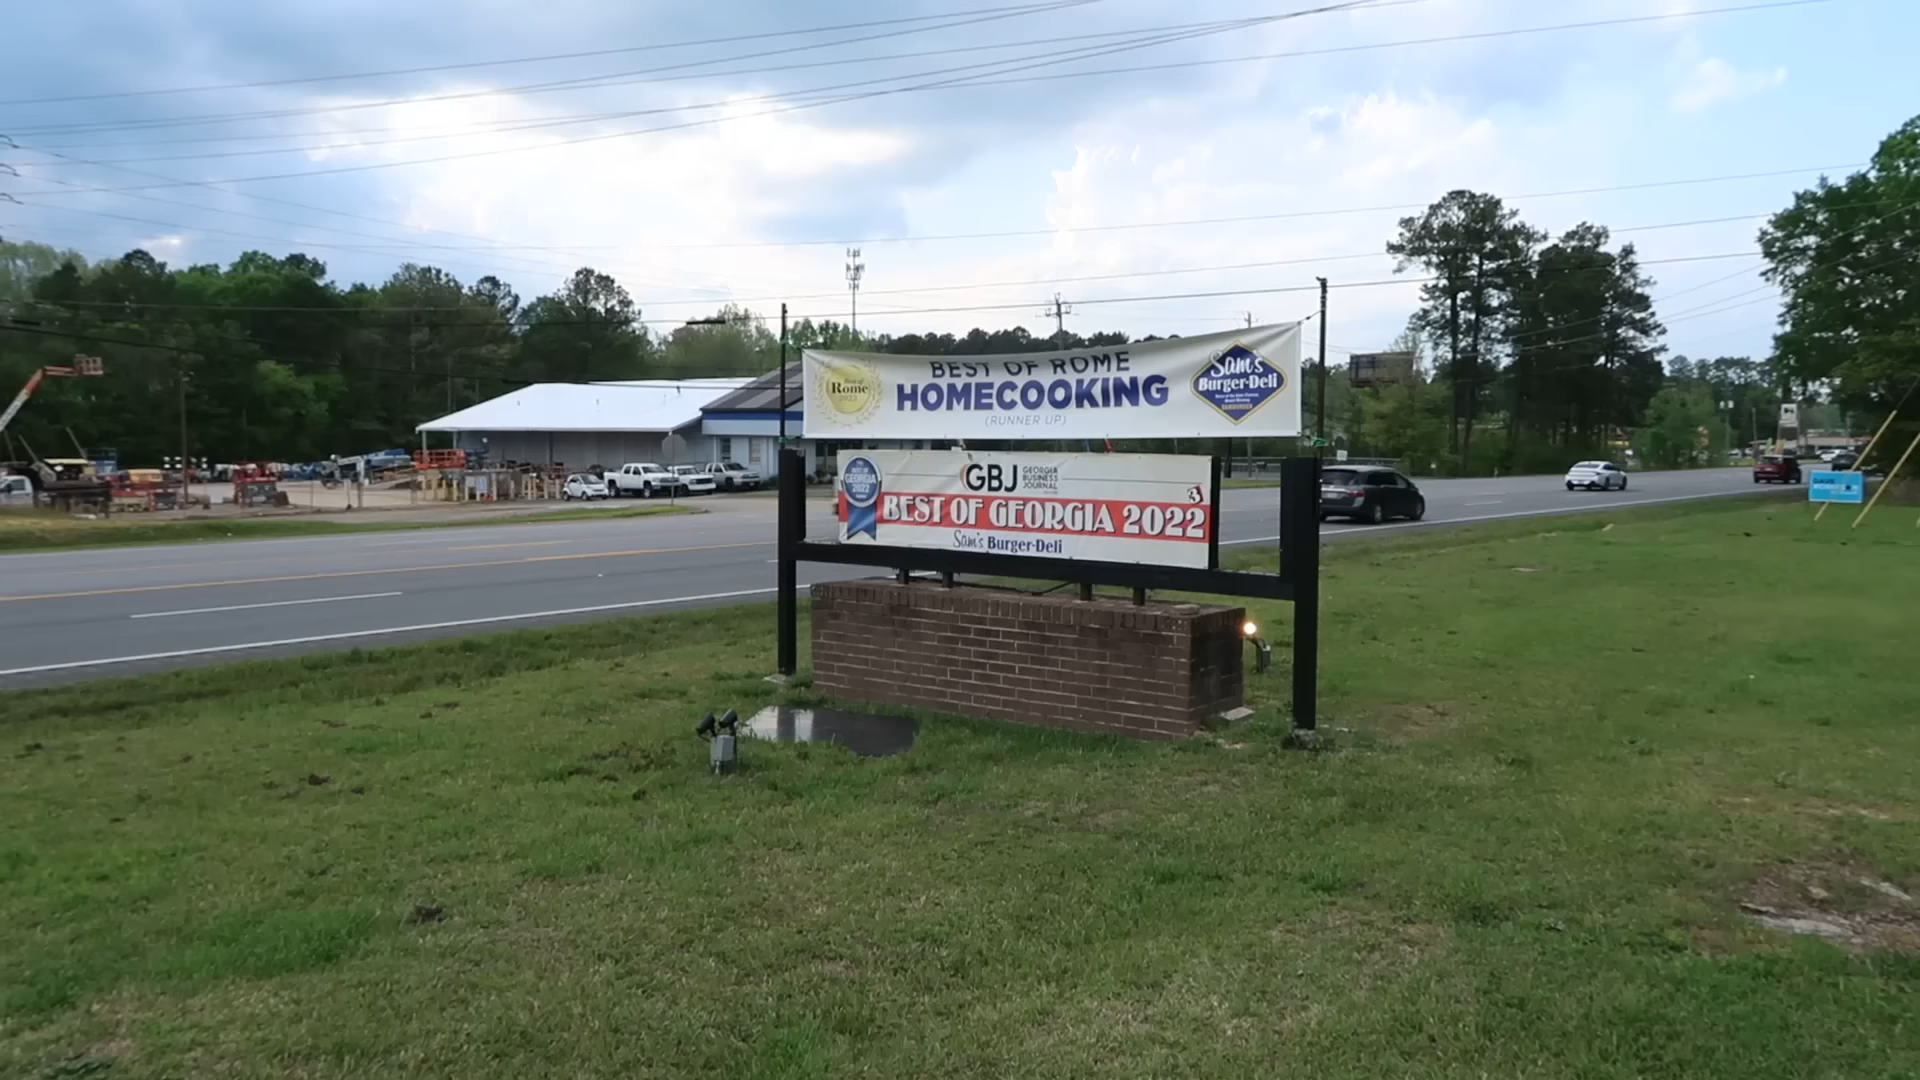 BEST OF ROME
HOMECOOKING
(RUNNER UP)
Best of
Rome
2023
Sam's
Burger-Deli
BEST OF
GEORGIA
2022
GBJ
GEORGIA
BUSINESS
JOURNAL
BEST OF GEORGIA 2022
Sam's Burger-Deli